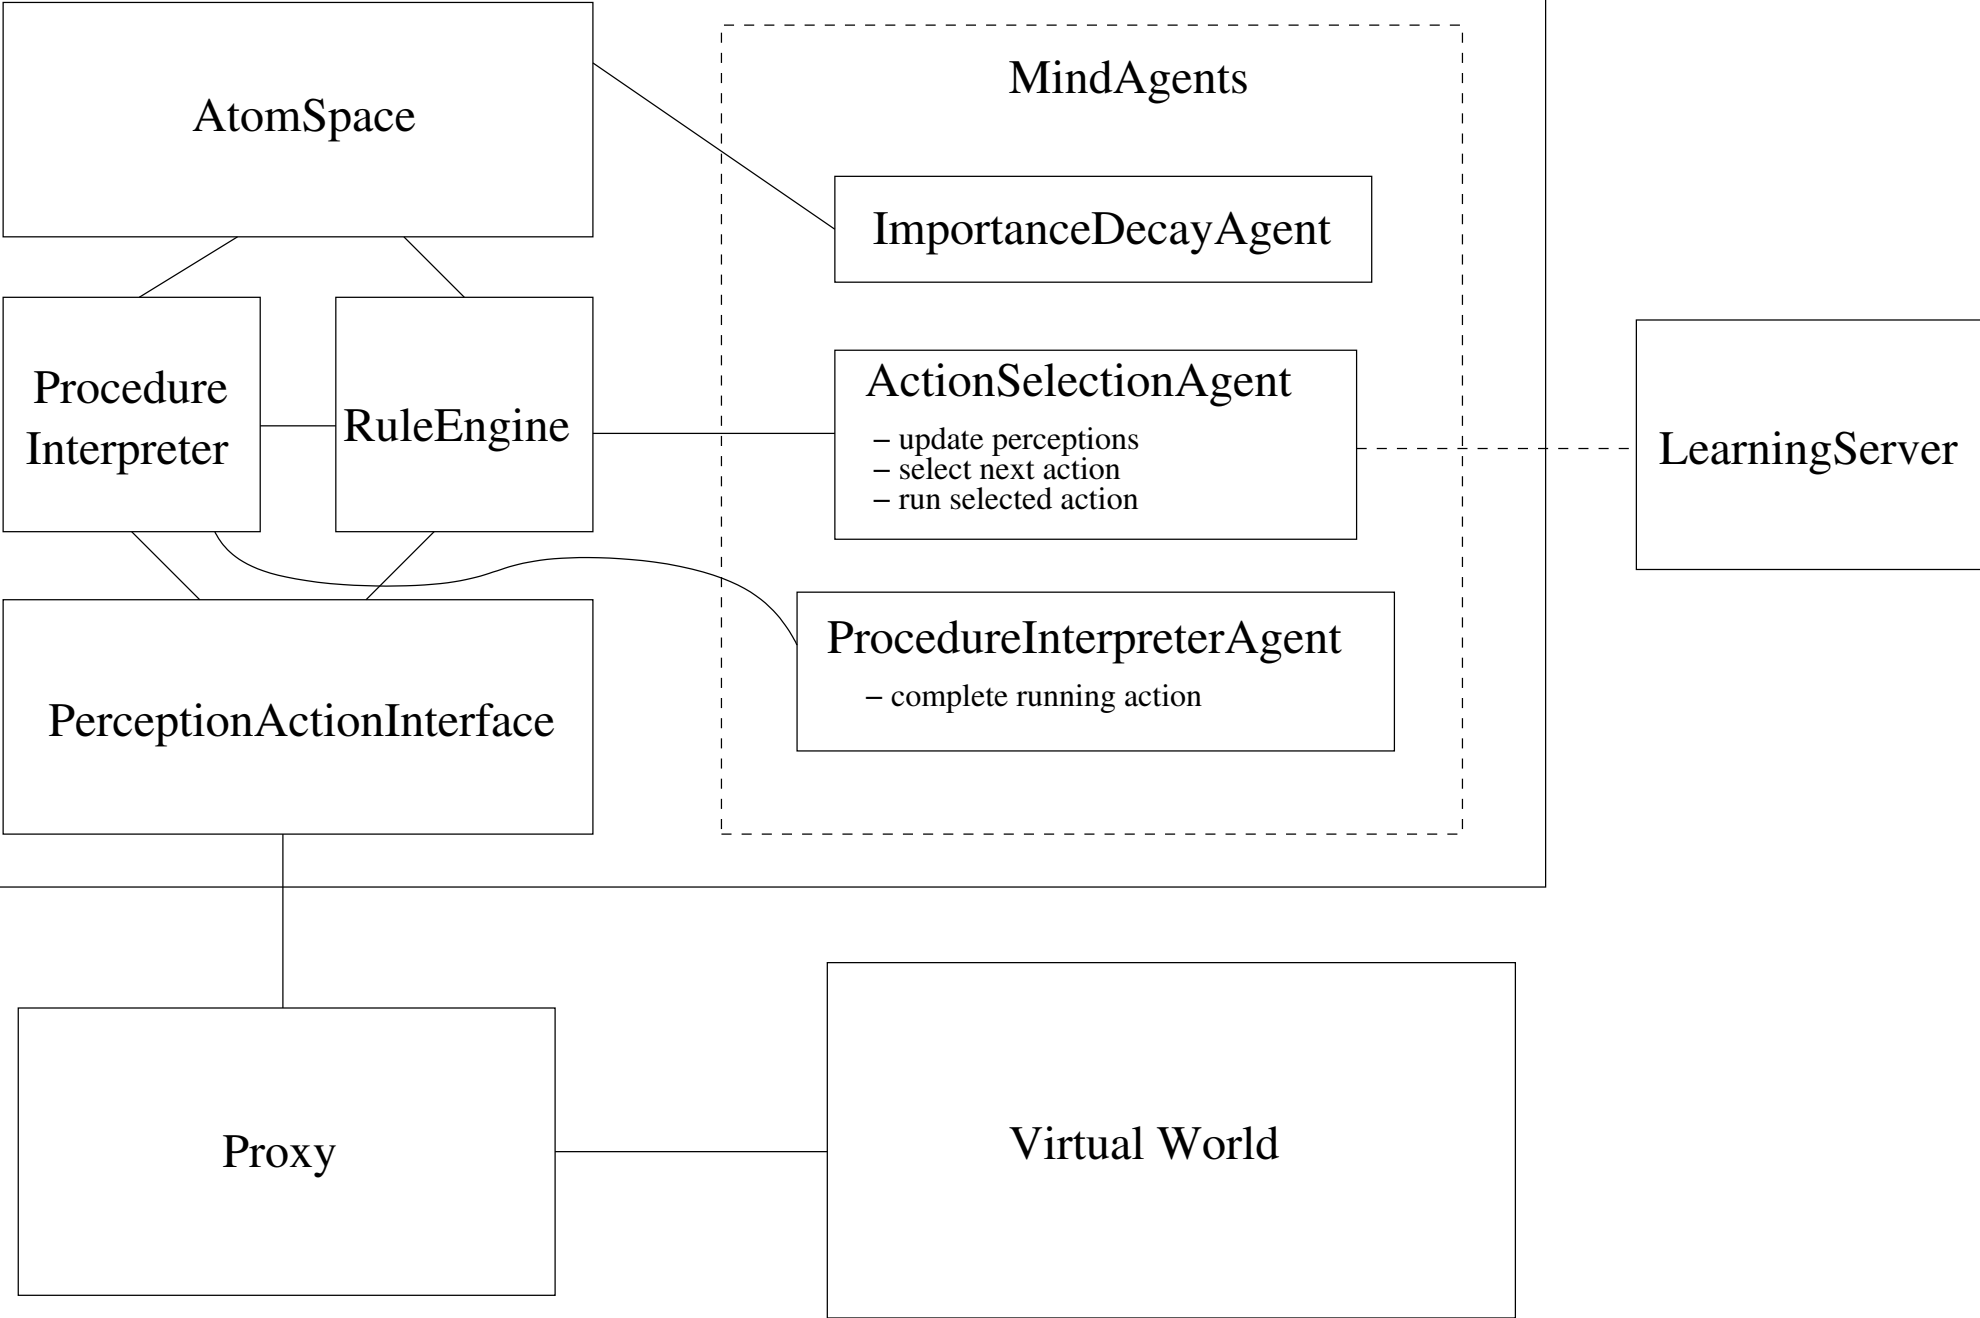 AtomSpace
MindAgents
ImportanceDecayAgent
Procedure
Interpreter
RuleEngine
ActionSelectionAgent
– update perceptions
– select next action
– run selected action
LearningServer
ProcedureInterpreterAgent
– complete running action
PerceptionActionInterface
Proxy
Virtual World